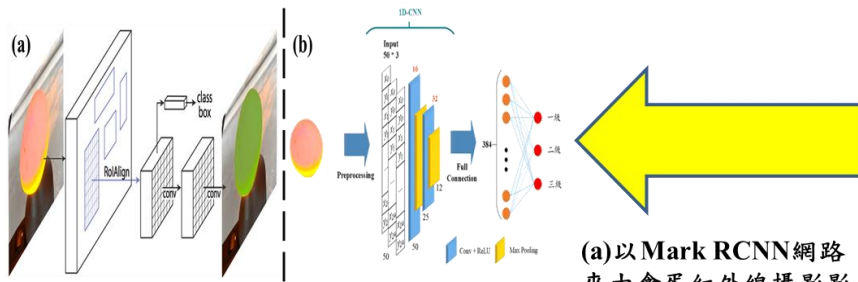 (a)
class
box
RoIAlign
conv
conv
(b)
1D-CNN
Input
50 * 3
16
32
Preprocessing
50
50
25
12
Full
Connection
384
一級
二級
三級
Conv + ReLU
Max Pooling
(a)以Mark RCNN網路